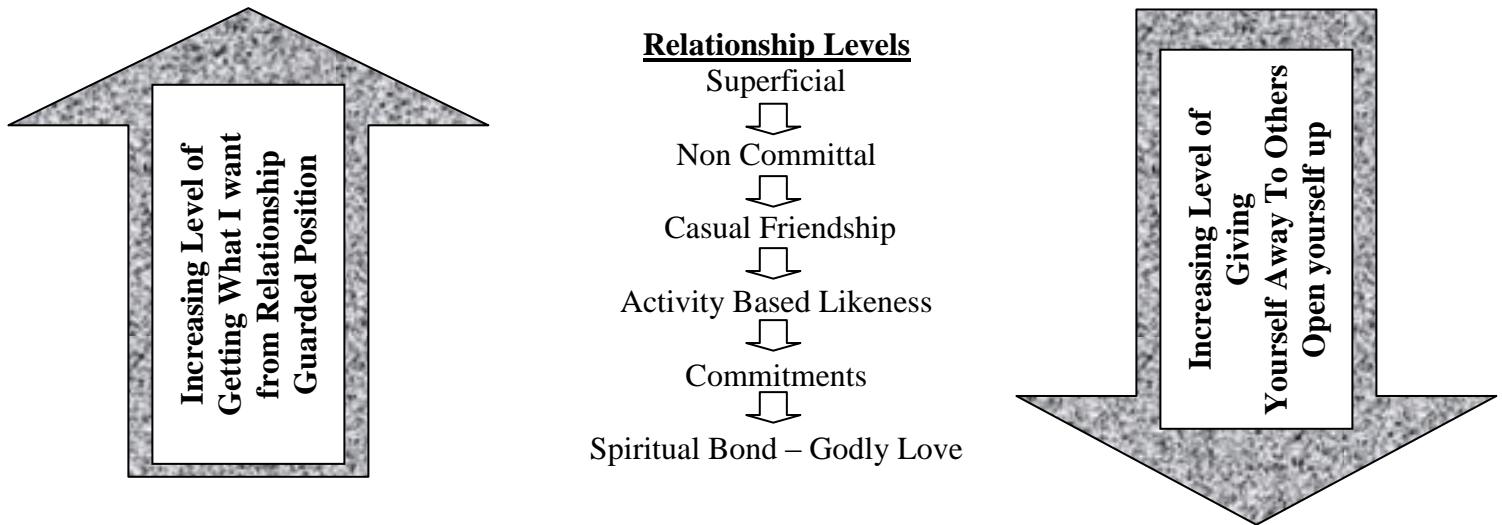 Increasing Level of
Getting What I want
from Relationship
Guarded Position
Relationship Levels
Superficial
Non Committal
Casual Friendship
Activity Based Likeness
Commitments
Spiritual Bond – Godly Love
Increasing Level of
Giving
Yourself Away To Others
Open yourself up